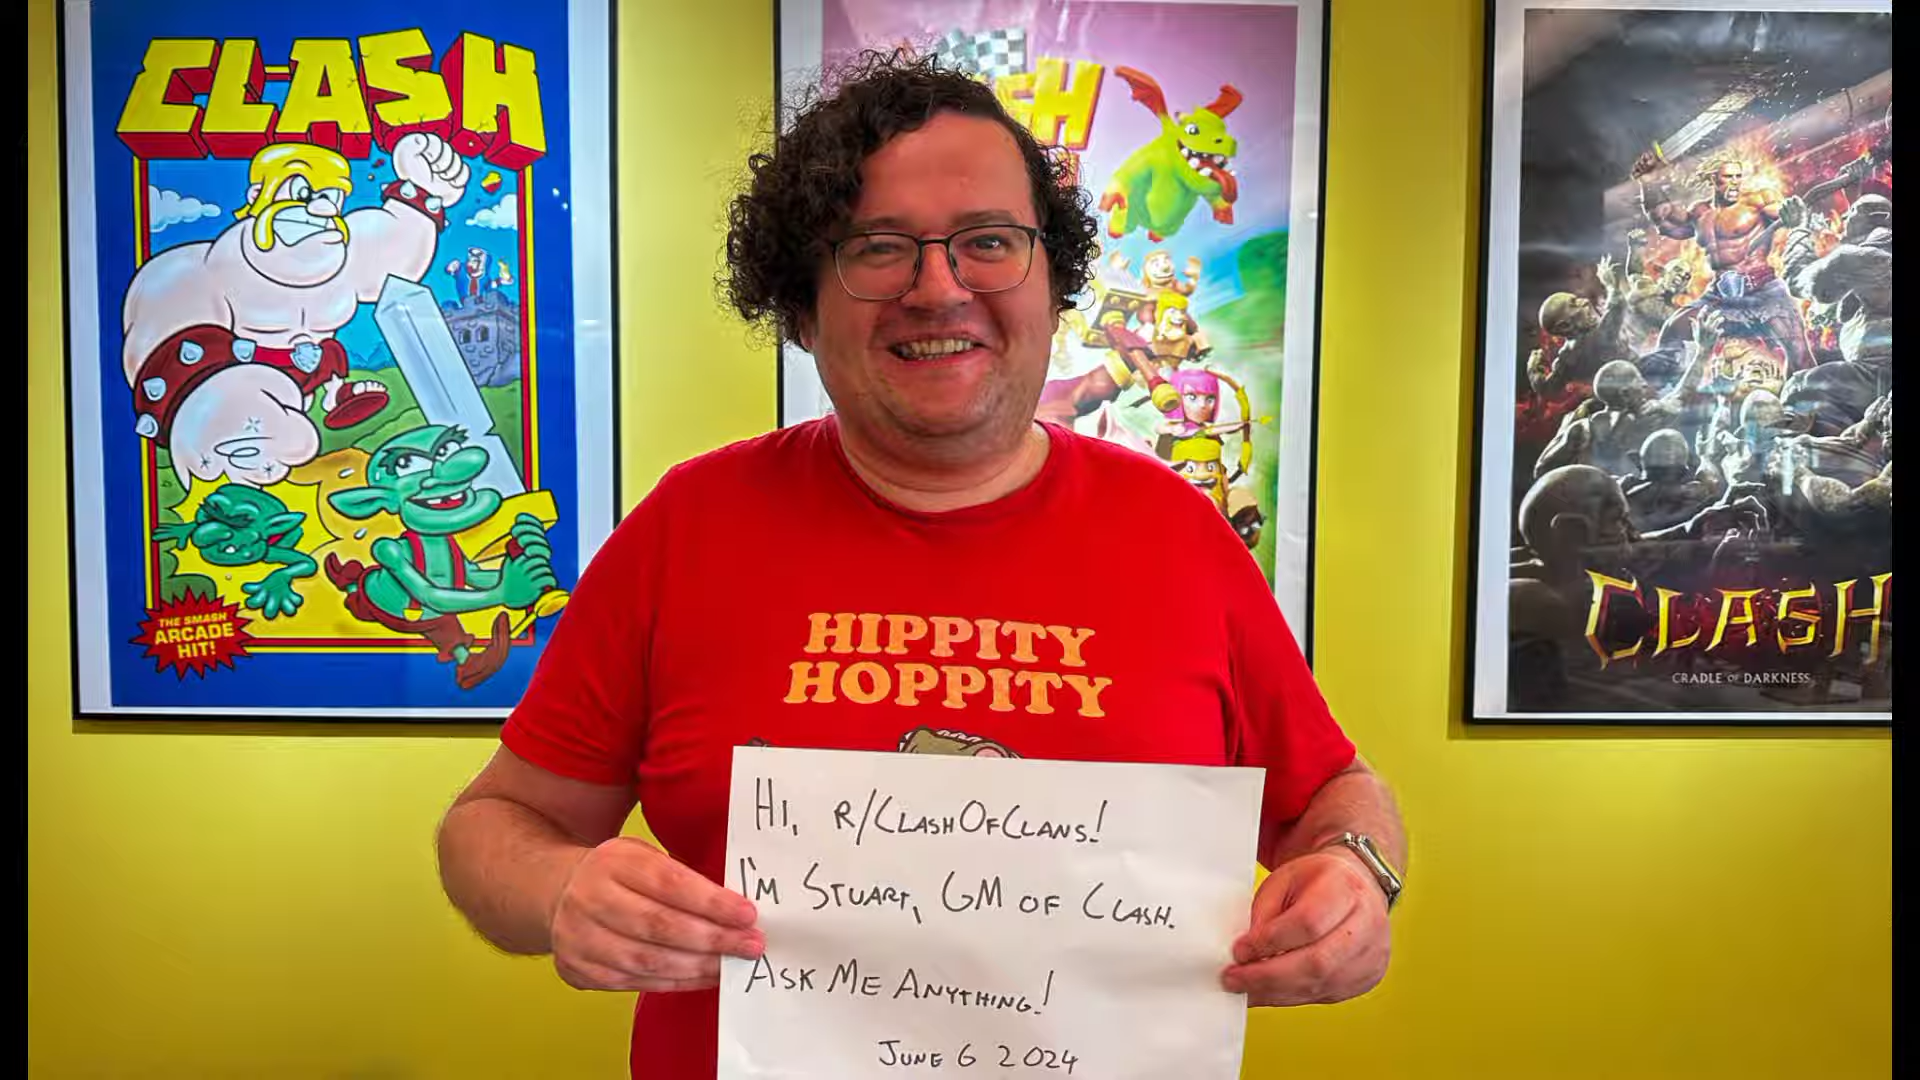 CLASH
THE SMASH
ARCADE
HIT!
SH
CLASH
CRADLE OF DARKNESS
HIPPITY
HOPPITY
HI, R/CLASHOFCLANS!
I'M STUART, GM OF CLASH.
ASK ME ANYTHING!
JUNE 6 2024